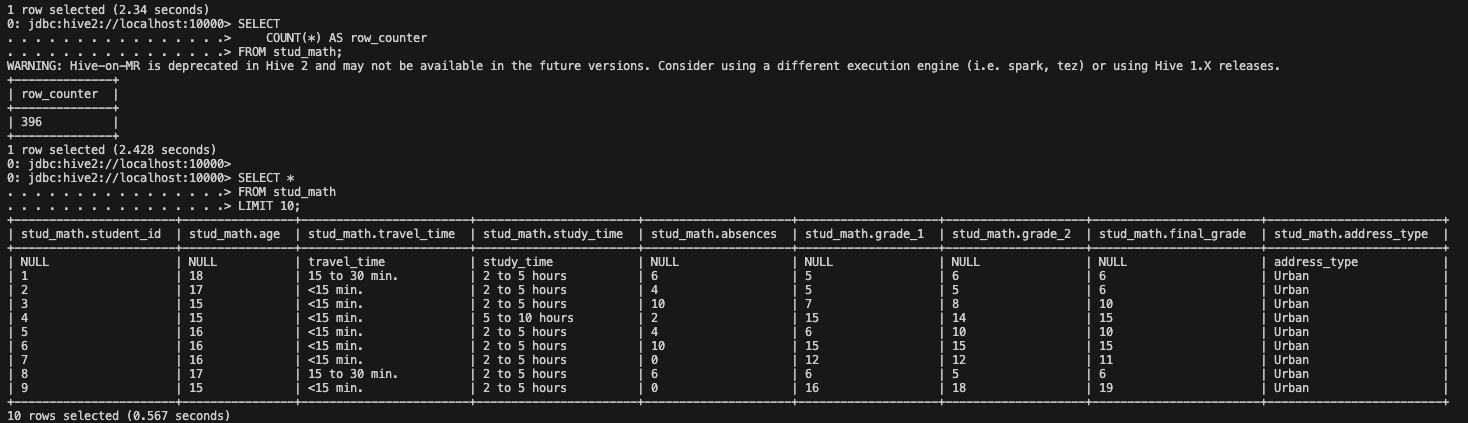 1 row selected (2.34 seconds)
0: jdbc:hive2://localhost:10000> SELECT
. . . . . . . . . . . . . . . .>     COUNT(*) AS row_counter
. . . . . . . . . . . . . . . .> FROM stud_math;
WARNING: Hive-on-MR is deprecated in Hive 2 and may not be available in the future versions. Consider using a different execution engine (i.e. spark, tez) or using Hive 1.X releases.
+--------------+
| row_counter  |
+--------------+
| 396          |
+--------------+
1 row selected (2.428 seconds)
0: jdbc:hive2://localhost:10000>
0: jdbc:hive2://localhost:10000> SELECT *
. . . . . . . . . . . . . . . .> FROM stud_math
. . . . . . . . . . . . . . . .> LIMIT 10;
+-----------------------+----------------+------------------------+-----------------------+---------------------+--------------------+--------------------+------------------------+-------------------------+
| stud_math.student_id  | stud_math.age  | stud_math.travel_time  | stud_math.study_time  | stud_math.absences  | stud_math.grade_1  | stud_math.grade_2  | stud_math.final_grade  | stud_math.address_type  |
+-----------------------+----------------+------------------------+-----------------------+---------------------+--------------------+--------------------+------------------------+-------------------------+
| NULL                  | NULL           | travel_time            | study_time            | NULL                | NULL               | NULL               | NULL                   | address_type            |
| 1                     | 18             | 15 to 30 min.          | 2 to 5 hours          | 6                   | 5                  | 6                  | 6                      | Urban                   |
| 2                     | 17             | <15 min.               | 2 to 5 hours          | 4                   | 5                  | 5                  | 6                      | Urban                   |
| 3                     | 15             | <15 min.               | 2 to 5 hours          | 10                  | 7                  | 8                  | 10                     | Urban                   |
| 4                     | 15             | <15 min.               | 5 to 10 hours         | 2                   | 15                 | 14                 | 15                     | Urban                   |
| 5                     | 16             | <15 min.               | 2 to 5 hours          | 4                   | 6                  | 10                 | 10                     | Urban                   |
| 6                     | 16             | <15 min.               | 2 to 5 hours          | 10                  | 15                 | 15                 | 15                     | Urban                   |
| 7                     | 16             | <15 min.               | 2 to 5 hours          | 0                   | 12                 | 12                 | 11                     | Urban                   |
| 8                     | 17             | 15 to 30 min.          | 2 to 5 hours          | 6                   | 6                  | 5                  | 6                      | Urban                   |
| 9                     | 15             | <15 min.               | 2 to 5 hours          | 0                   | 16                 | 18                 | 19                     | Urban                   |
+-----------------------+----------------+------------------------+-----------------------+---------------------+--------------------+--------------------+------------------------+-------------------------+
10 rows selected (0.567 seconds)